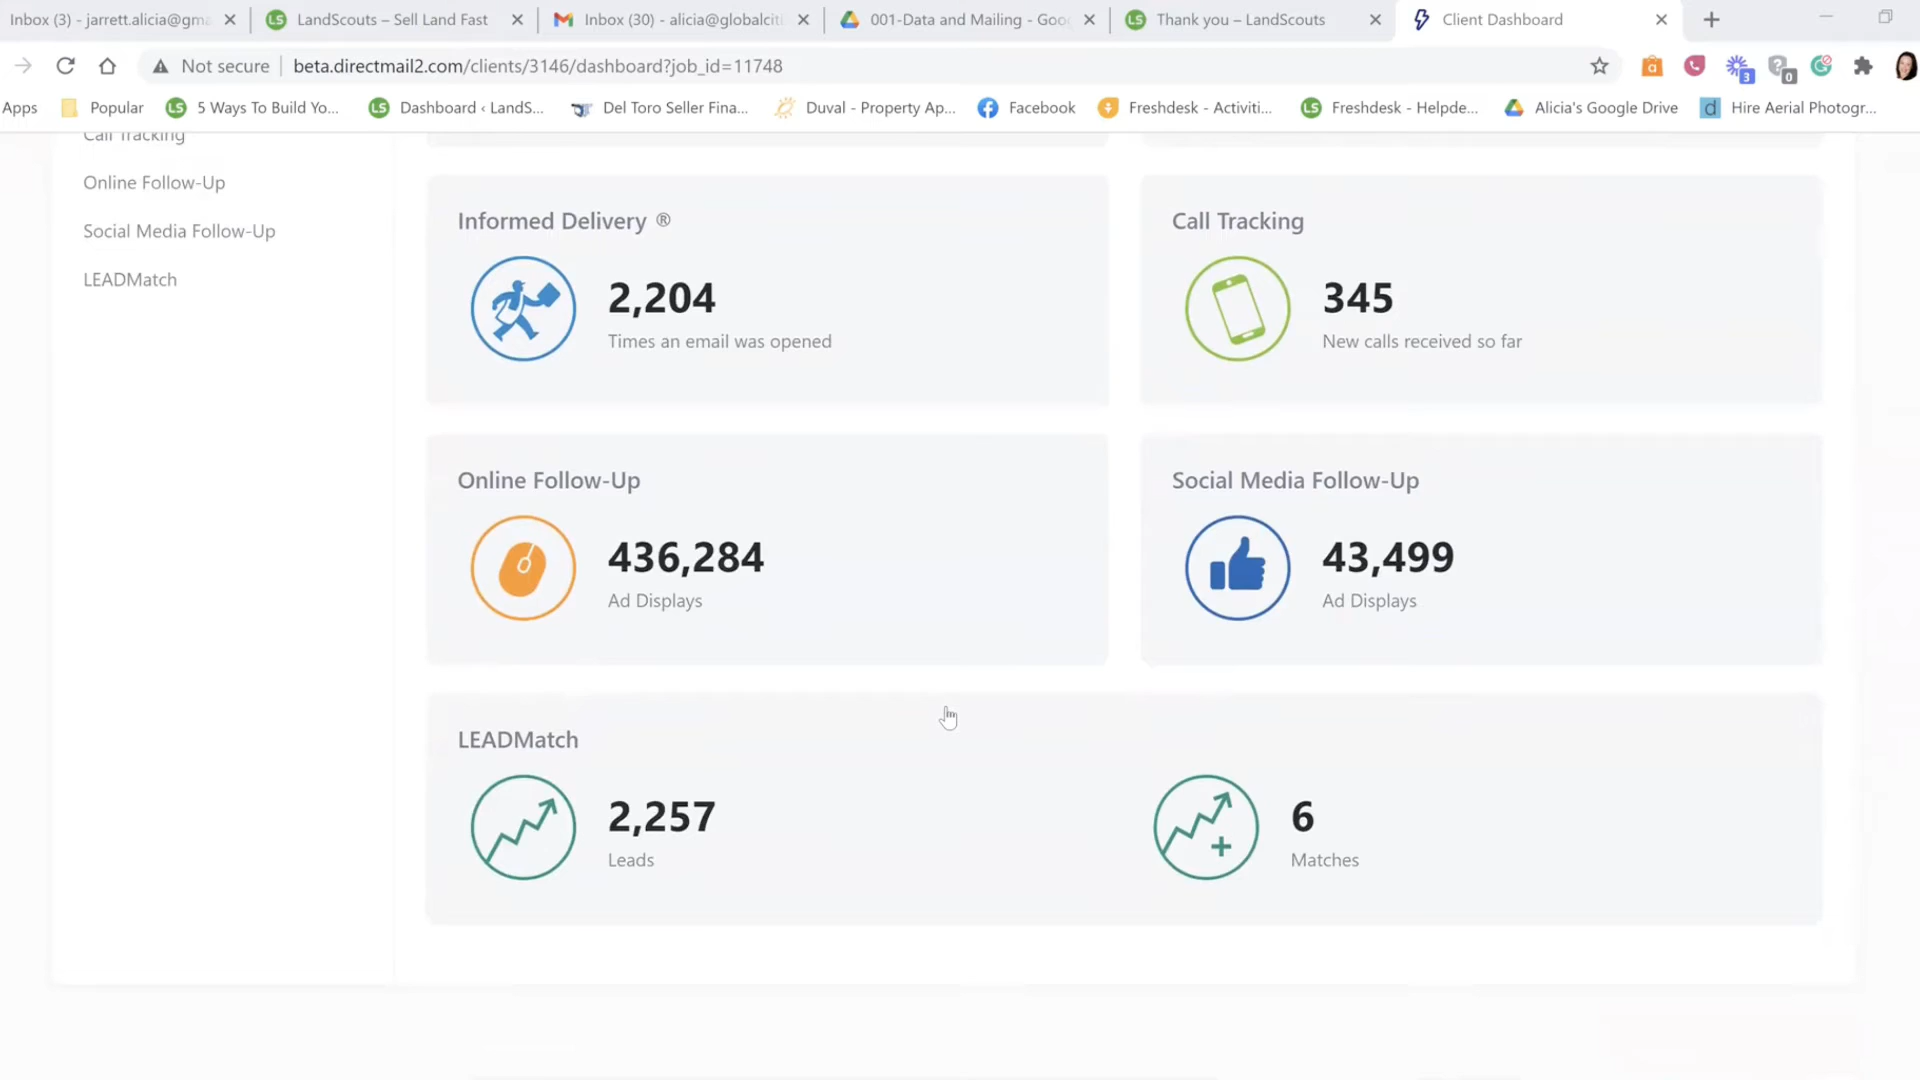 Inbox (3) - jarrett.alicia@gma
LandScouts – Sell Land Fast
Inbox (30) - alicia@globalciti
001-Data and Mailing - Goo
Thank you – LandScouts
Client Dashboard
Not secure
beta.directmail2.com/clients/3146/dashboard?job_id=11748
Apps
Popular
5 Ways To Build Yo...
Dashboard ‹ LandS...
Del Toro Seller Fina...
Duval - Property Ap...
Facebook
Freshdesk - Activiti...
Freshdesk - Helpde...
Alicia's Google Drive
Hire Aerial Photogr...
Call Tracking
Online Follow-Up
Social Media Follow-Up
LEADMatch
Informed Delivery ®
2,204
Times an email was opened
Call Tracking
345
New calls received so far
Online Follow-Up
436,284
Ad Displays
Social Media Follow-Up
43,499
Ad Displays
LEADMatch
2,257
Leads
6
Matches